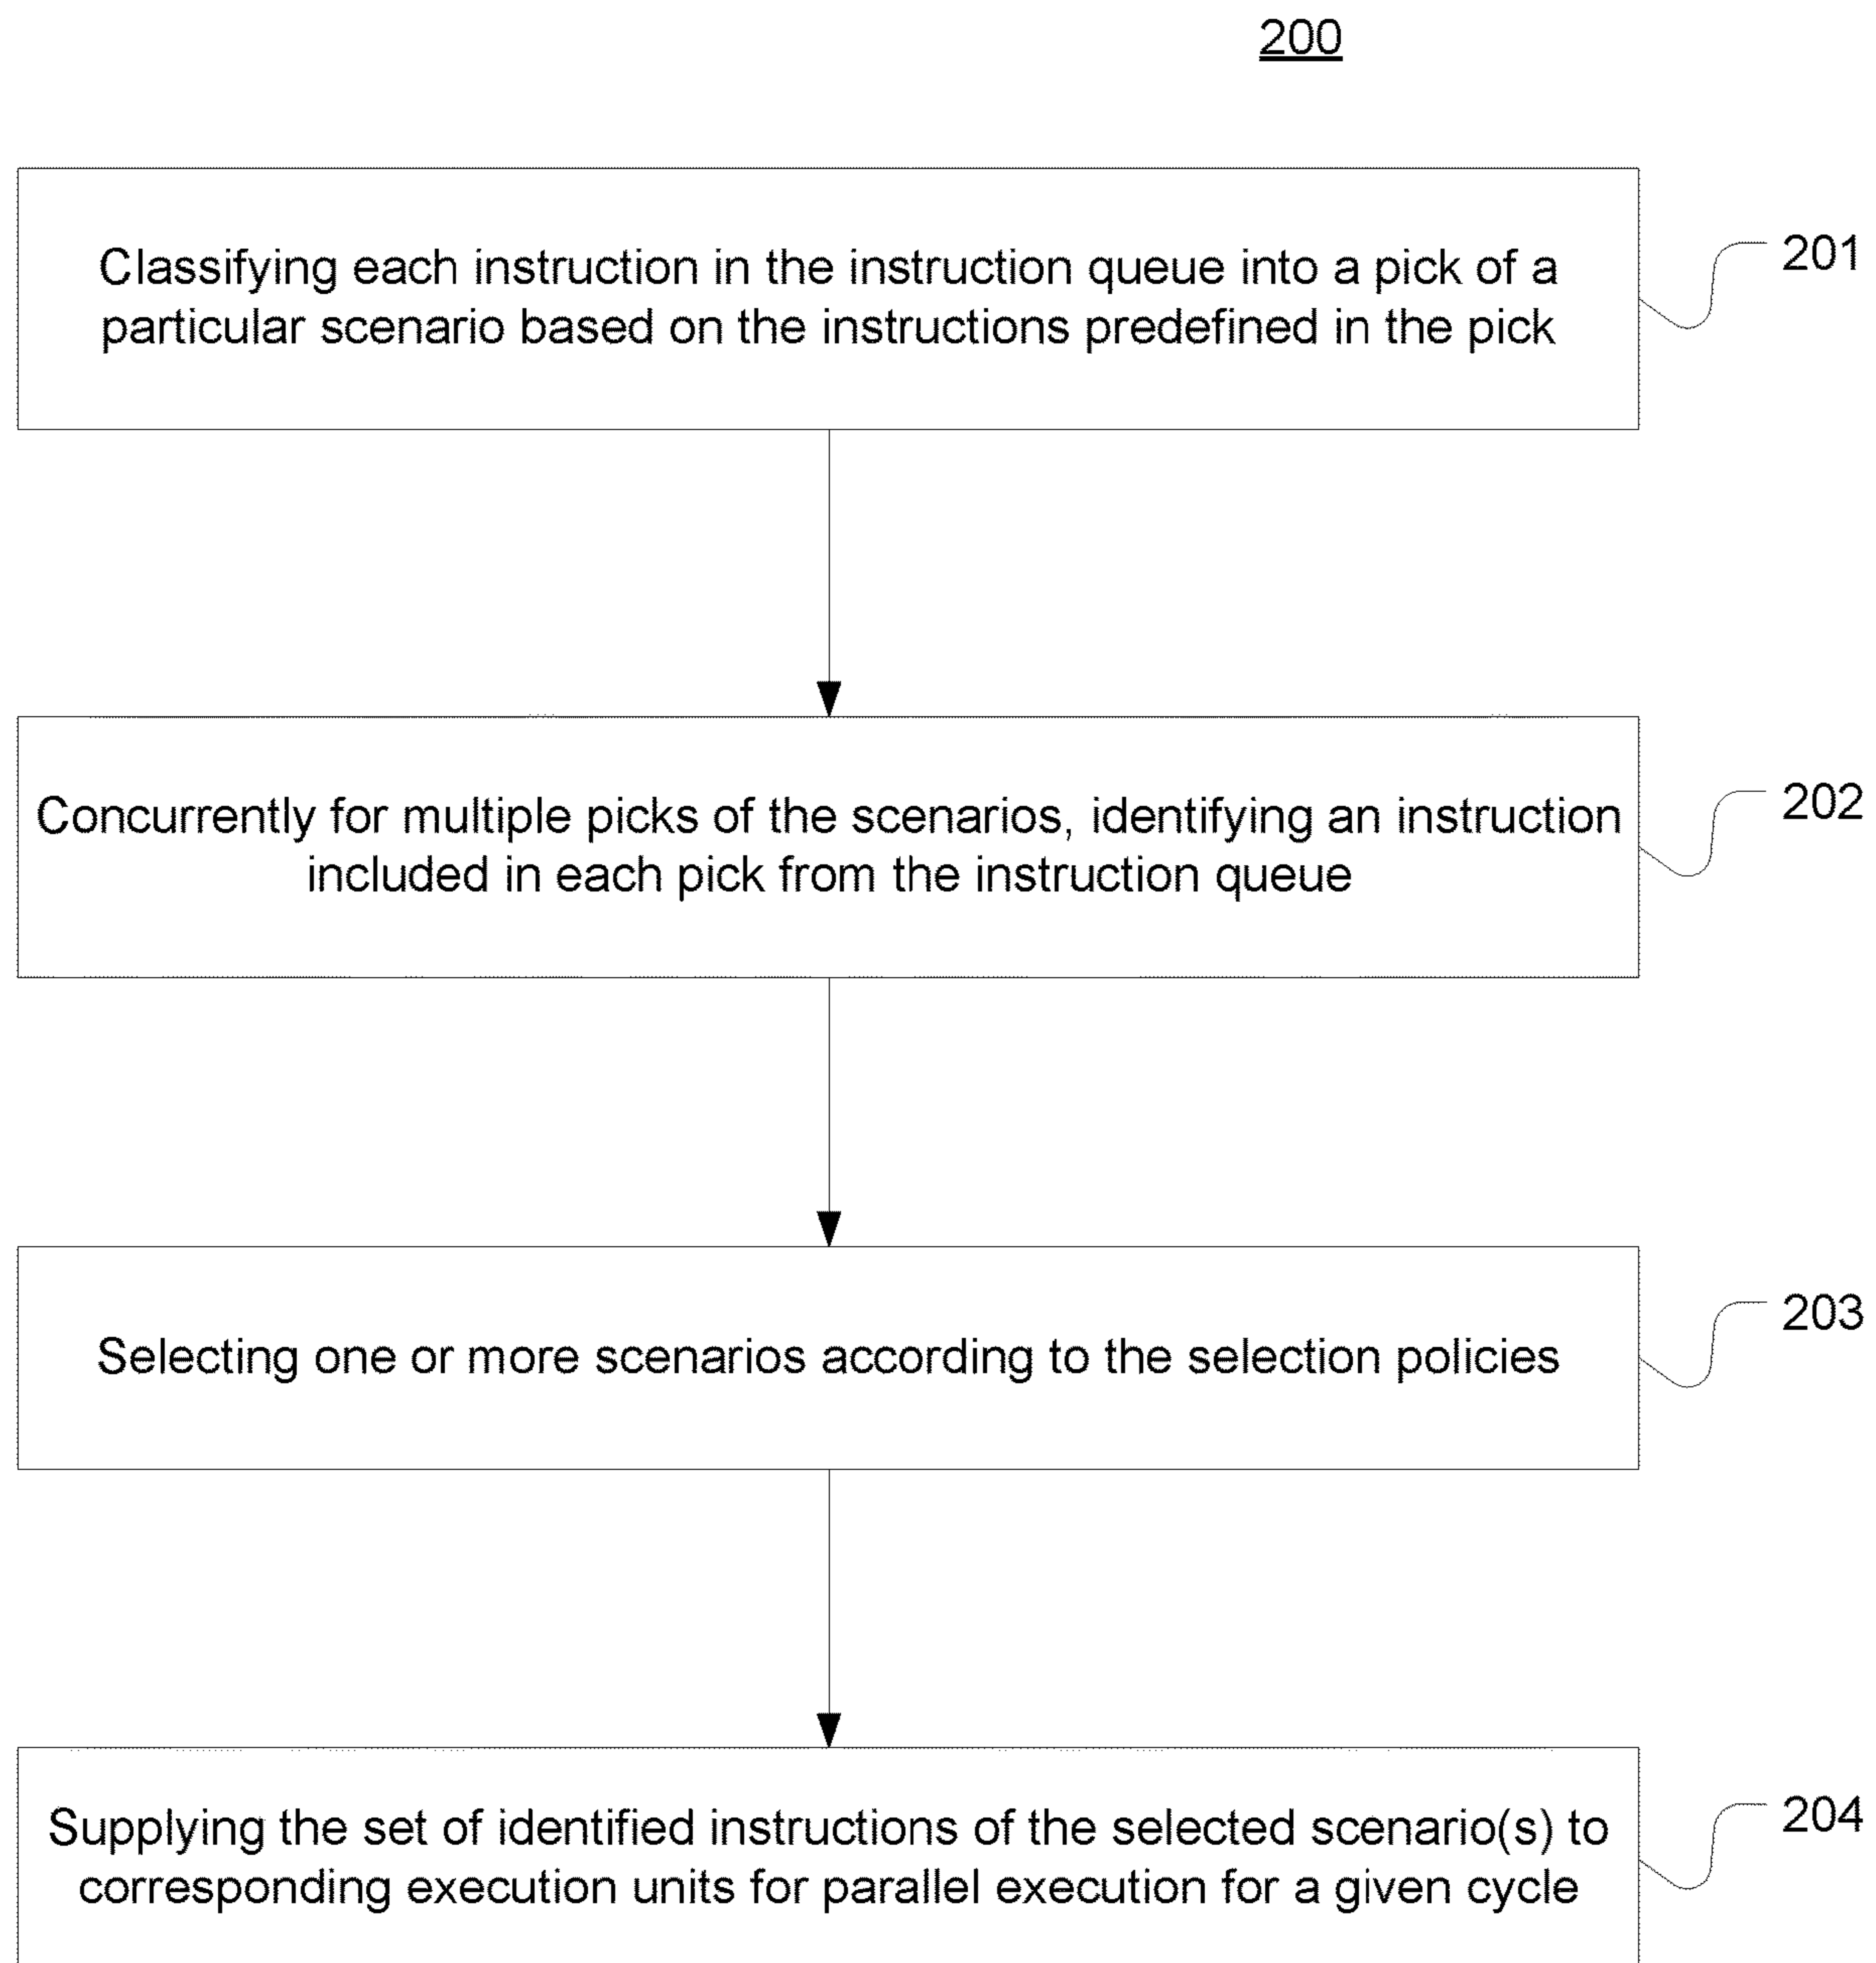 200
Classifying each instruction in the instruction queue into a pick of a
particular scenario based on the instructions predefined in the pick
201
Concurrently for multiple picks of the scenarios, identifying an instruction
included in each pick from the instruction queue
202
Selecting one or more scenarios according to the selection policies
203
Supplying the set of identified instructions of the selected scenario(s) to
corresponding execution units for parallel execution for a given cycle
204